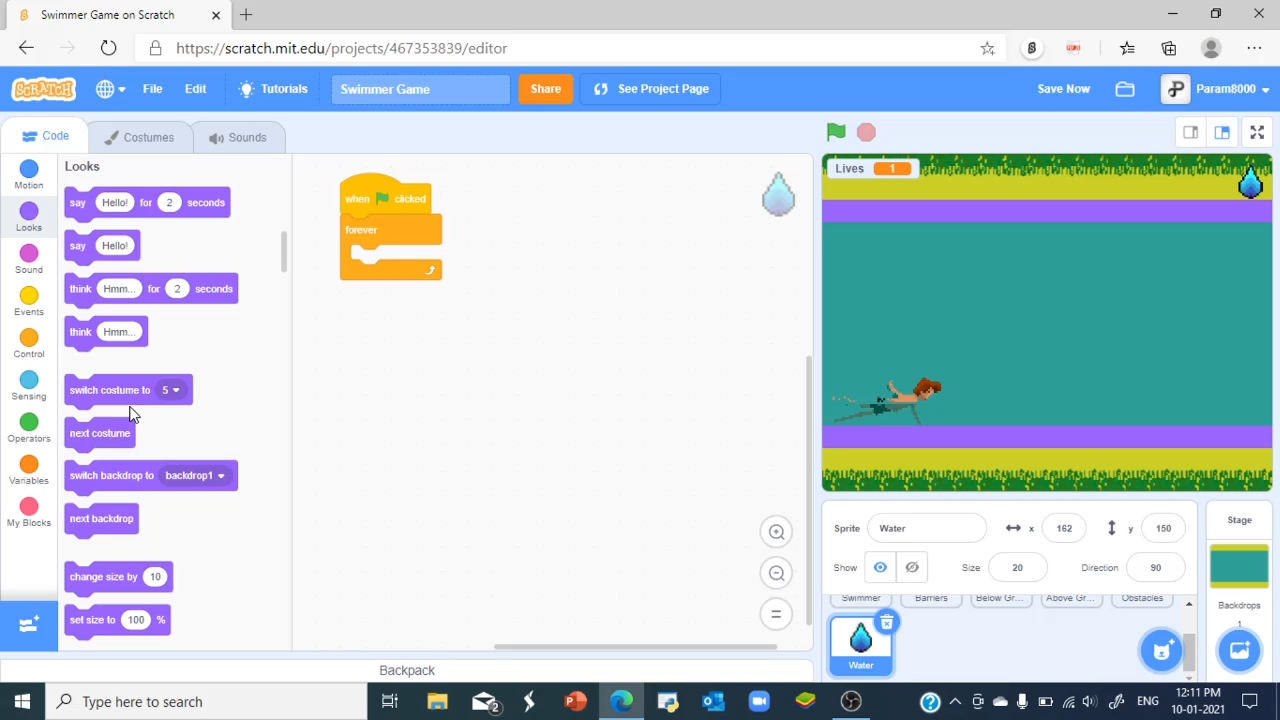 Swimmer Game on Scratch
https://scratch.mit.edu/projects/467353839/editor
SCRATCH
File
Edit
Tutorials
Swimmer Game
Share
See Project Page
Save Now
Param8000
Code
Costumes
Sounds
Motion
Looks
Sound
Events
Control
Sensing
Operators
Variables
My Blocks
Looks
say Hello! for 2 seconds
say Hello!
think Hmm... for 2 seconds
think Hmm...
switch costume to 5
next costume
switch backdrop to backdrop1
next backdrop
change size by 10
set size to 100 %
when clicked
forever
Lives 1
Sprite Water x 162 y 150
Show Size 20 Direction 90
Swimmer Barriers Below Gr... Above Gr... Obstacles
Water
Stage
Backdrops
1
Backpack
Type here to search
2
ENG
12:11 PM
10-01-2021